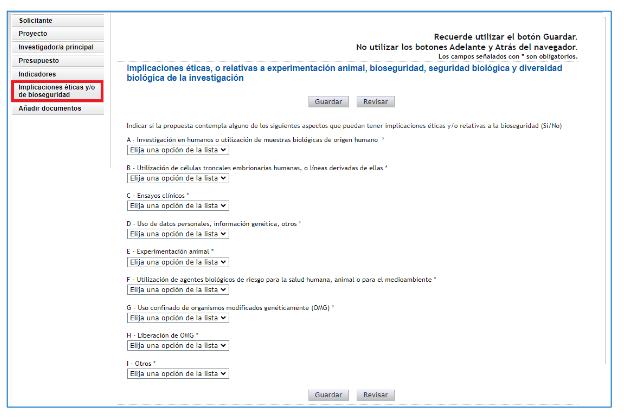 Solicitante
Proyecto
Investigador/a principal
Presupuesto
Indicadores
Implicaciones éticas y/o
de bioseguridad
Añadir documentos
Recuerde utilizar el botón Guardar.
No utilizar los botones Adelante y Atrás del navegador.
Los campos señalados con * son obligatorios.
Implicaciones éticas, o relativas a experimentación animal, bioseguridad, seguridad biológica y diversidad
biológica de la investigación
Guardar Revisar
Indicar si la propuesta contempla alguno de los siguientes aspectos que puedan tener implicaciones éticas y/o relativas a la bioseguridad (Si/No)
A - Investigación en humanos o utilización de muestras biológicas de origen humano *
Elija una opción de la lista
B - Utilización de células troncales embrionarias humanas, o líneas derivadas de ellas *
Elija una opción de la lista
C - Ensayos clínicos *
Elija una opción de la lista
D - Uso de datos personales, información genética, otros *
Elija una opción de la lista
E - Experimentación animal *
Elija una opción de la lista
F - Utilización de agentes biológicos de riesgo para la salud humana, animal o para el medioambiente *
Elija una opción de la lista
G - Uso confinado de organismos modificados genéticamente (OMG) *
Elija una opción de la lista
H - Liberación de OMG *
Elija una opción de la lista
I - Otros *
Elija una opción de la lista
Guardar Revisar